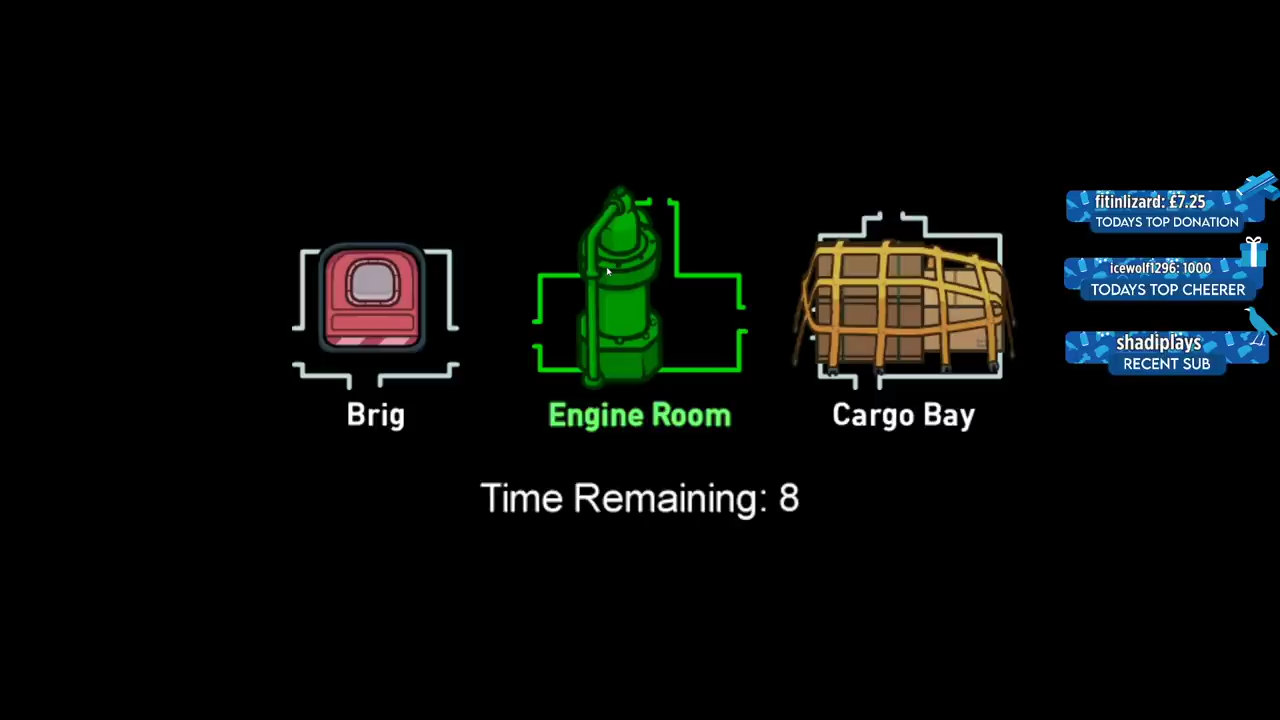 fitinlizard: £7.25
TODAYS TOP DONATION
icewolf1296: 1000
TODAYS TOP CHEERER
shadiplays
RECENT SUB
Brig
Engine Room
Cargo Bay
Time Remaining: 8